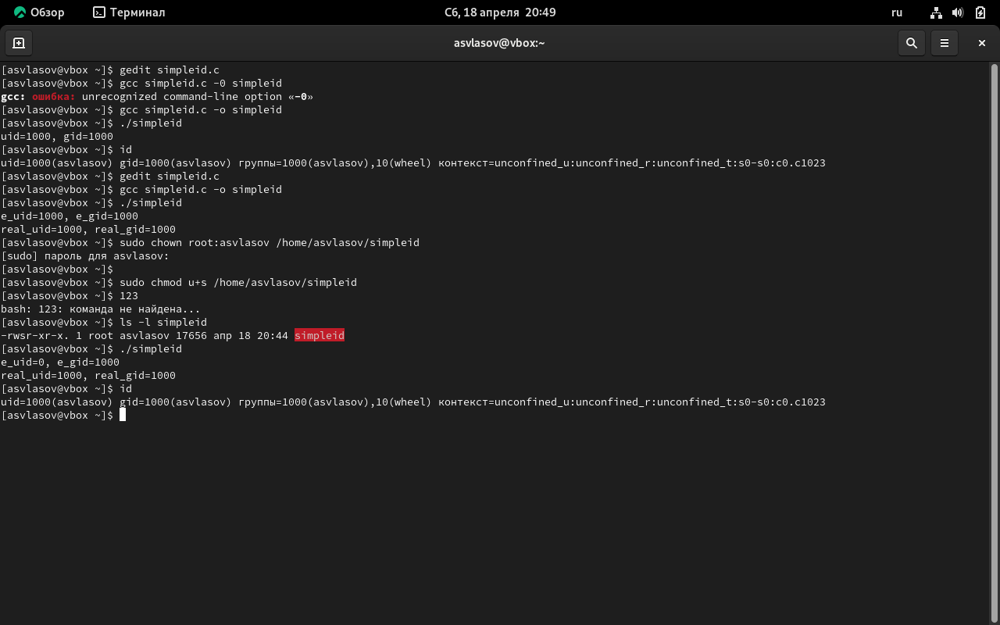 Обзор
Терминал
Сб, 18 апреля 20:49
ru
asvlasov@vbox:~
[asvlasov@vbox ~]$ gedit simpleid.c
[asvlasov@vbox ~]$ gcc simpleid.c -0 simpleid
gcc: ошибка: unrecognized command-line option «-0»
[asvlasov@vbox ~]$ gcc simpleid.c -o simpleid
[asvlasov@vbox ~]$ ./simpleid
uid=1000, gid=1000
[asvlasov@vbox ~]$ id
uid=1000(asvlasov) gid=1000(asvlasov) группы=1000(asvlasov),10(wheel) контекст=unconfined_u:unconfined_r:unconfined_t:s0-s0:c0.c1023
[asvlasov@vbox ~]$ gedit simpleid.c
[asvlasov@vbox ~]$ gcc simpleid.c -o simpleid
[asvlasov@vbox ~]$ ./simpleid
e_uid=1000, e_gid=1000
real_uid=1000, real_gid=1000
[asvlasov@vbox ~]$ sudo chown root:asvlasov /home/asvlasov/simpleid
[sudo] пароль для asvlasov:
[asvlasov@vbox ~]$
[asvlasov@vbox ~]$ sudo chmod u+s /home/asvlasov/simpleid
[asvlasov@vbox ~]$ 123
bash: 123: команда не найдена...
[asvlasov@vbox ~]$ ls -l simpleid
-rwsr-xr-x. 1 root asvlasov 17656 апр 18 20:44 simpleid
[asvlasov@vbox ~]$ ./simpleid
e_uid=0, e_gid=1000
real_uid=1000, real_gid=1000
[asvlasov@vbox ~]$ id
uid=1000(asvlasov) gid=1000(asvlasov) группы=1000(asvlasov),10(wheel) контекст=unconfined_u:unconfined_r:unconfined_t:s0-s0:c0.c1023
[asvlasov@vbox ~]$